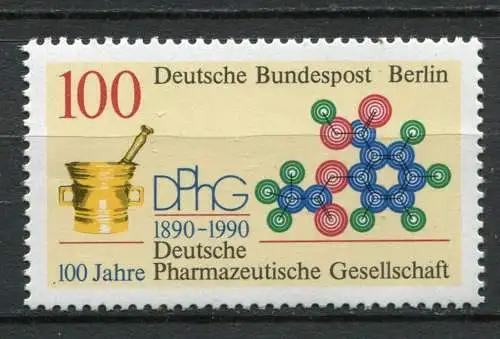 100 Deutsche Bundespost Berlin
DPhG
1890–1990
Deutsche
100 Jahre Pharmazeutische Gesellschaft